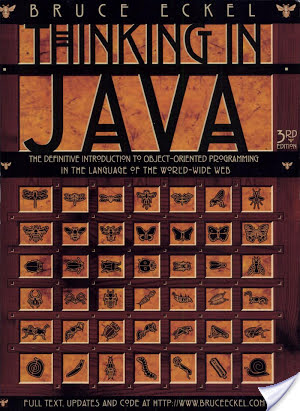 BRUCE ECKEL
THINKING IN
JAVA
3RD
EDITION
THE DEFINITIVE INTRODUCTION TO OBJECT-ORIENTED PROGRAMMING
IN THE LANGUAGE OF THE WORLD-WIDE WEB
FULL TEXT, UPDATES AND CODE AT HTTP://WWW.BRUCEECKEL.COM